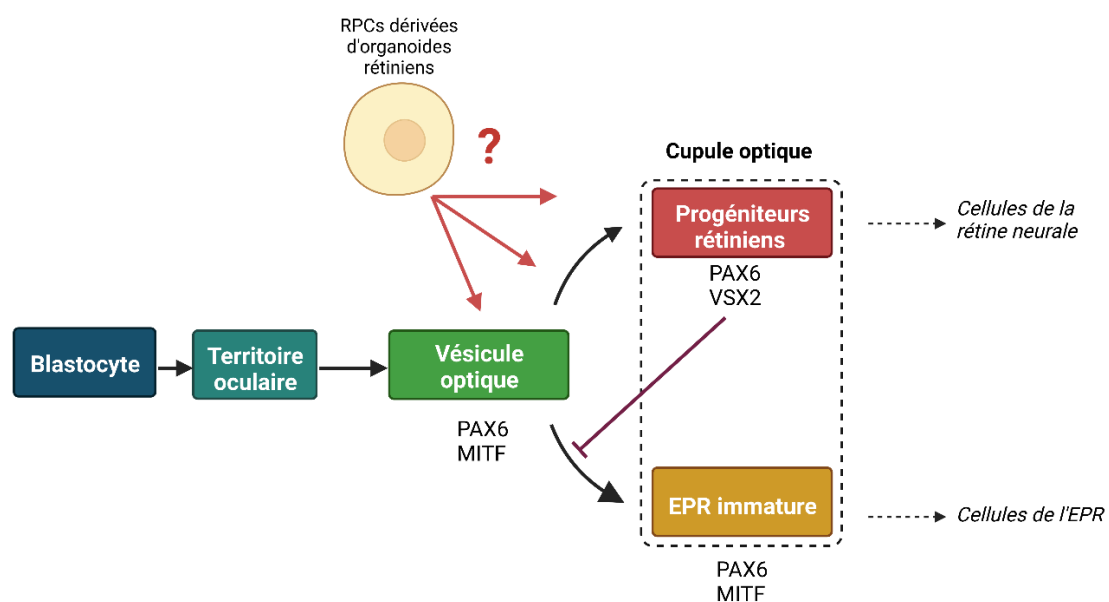 RPCs dérivées
d'organoides
rétiniens
?
Cupule optique
Progéniteurs
rétiniens
PAX6
VSX2
Cellules de la
rétine neurale
Blastocyte
Territoire
oculaire
Vésicule
optique
PAX6
MITF
EPR immature
PAX6
MITF
Cellules de l'EPR